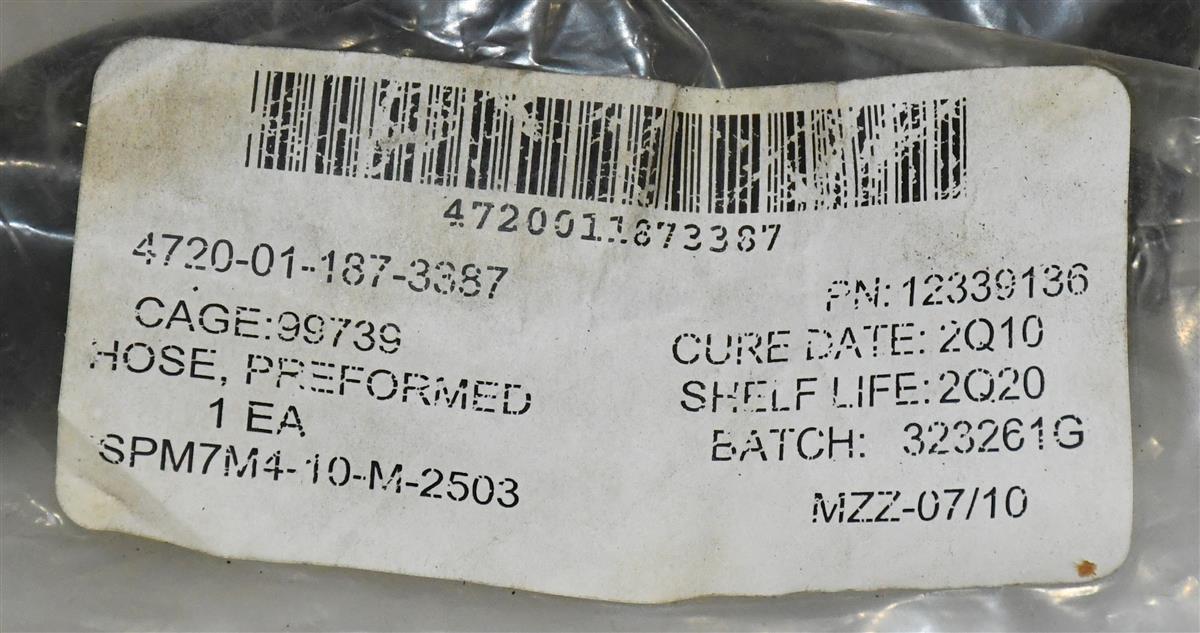 4720011873387
4720-01-187-3387
CAGE:99739
HOSE, PREFORMED
1 EA
SPM7M4-10-M-2503
PN:12339136
CURE DATE: 2Q10
SHELF LIFE: 2Q20
BATCH: 323261G
MZZ-07/10